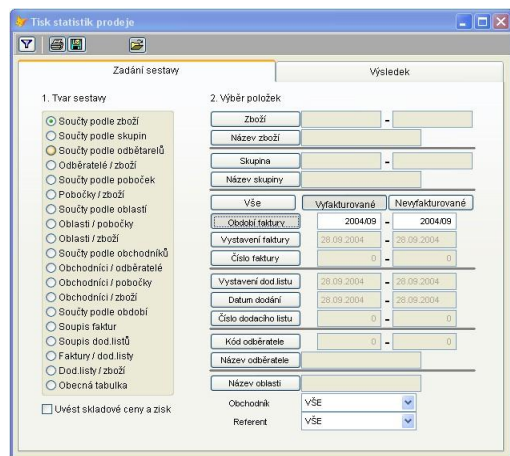 Tisk statistik prodeje
Zadání sestavy
Výsledek
1. Tvar sestavy
Součty podle zboží
Součty podle skupin
Součty podle odbětarelů
Odběratelé / zboží
Součty podle poboček
Pobočky / zboží
Součty podle oblastí
Oblasti / pobočky
Oblasti / zboží
Součty podle obchodníků
Obchodníci / odběratelé
Obchodníci / pobočky
Obchodníci / zboží
Součty podle období
Soupis faktur
Soupis dod.listů
Faktury / dod.listy
Dod.listy / zboží
Obecná tabulka
Uvést skladové ceny a zisk
2. Výběr položek
Zboží -
Název zboží
Skupina -
Název skupiny
Vše Vyfakturované Nevyfakturované
Období faktury 2004/09 - 2004/09
Vystavení faktury 28.09.2004 - 28.09.2004
Číslo faktury 0 - 0
Vystavení dod.listu 28.09.2004 - 28.09.2004
Datum dodání 28.09.2004 - 28.09.2004
Číslo dodacího listu 0 - 0
Kód odběratele 0 - 0
Název odběratele
Název oblasti
Obchodník VŠE
Referent VŠE